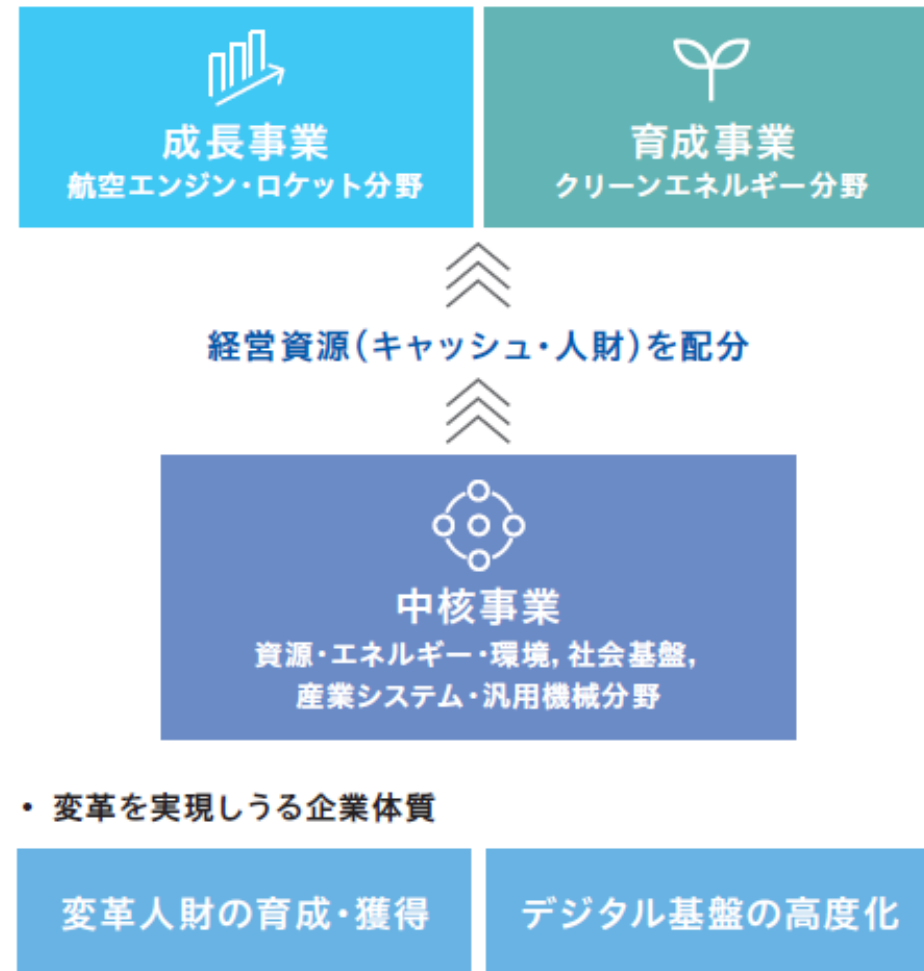 成長事業
航空エンジン・ロケット分野
育成事業
クリーンエネルギー分野
経営資源(キャッシュ・人財)を配分
中核事業
資源・エネルギー・環境, 社会基盤,
産業システム・汎用機械分野
• 変革を実現しうる企業体質
変革人財の育成・獲得
デジタル基盤の高度化